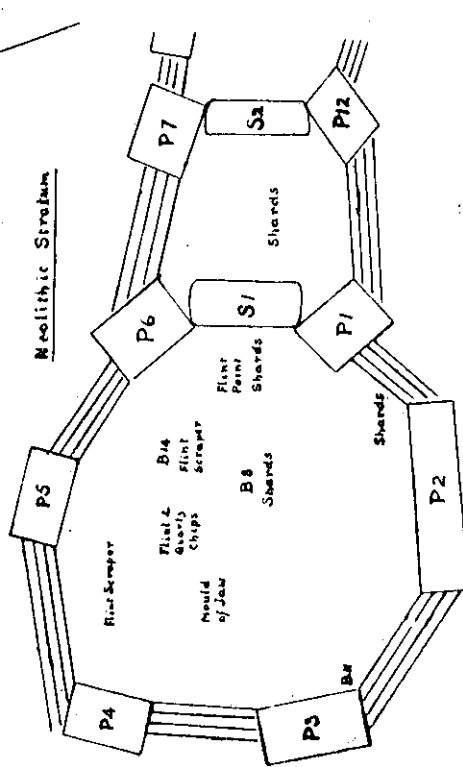 Neolithic Stratum
P7
S2
P12
Shards
P6
S1
P1
Flint
Point
Shards
P5
B14
Flint
Scraper
B8
Shards
Shards
P2
Flint Scraper
Flint &
Quartz
Chips
Mould
of Jaw
P4
P3
B11